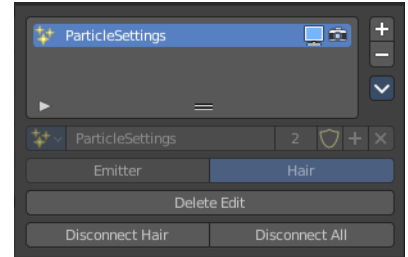 ParticleSettings
ParticleSettings 2
Emitter Hair
Delete Edit
Disconnect Hair Disconnect All